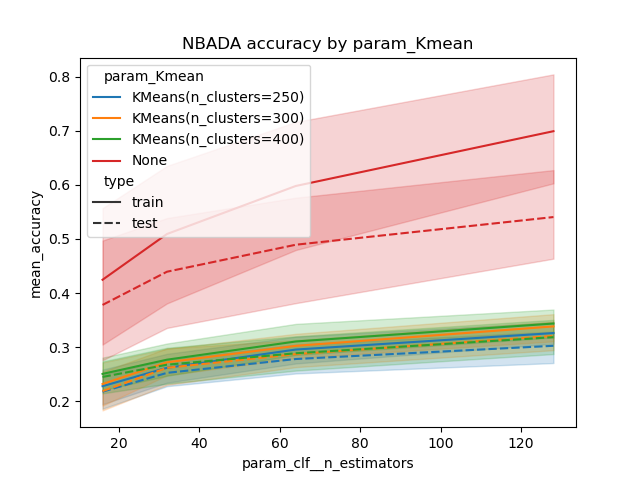 NBADA accuracy by param_Kmean
param_Kmean
KMeans(n_clusters=250)
KMeans(n_clusters=300)
KMeans(n_clusters=400)
None
type
train
test
mean_accuracy
0.8
0.7
0.6
0.5
0.4
0.3
0.2
20 40 60 80 100 120
param_clf__n_estimators